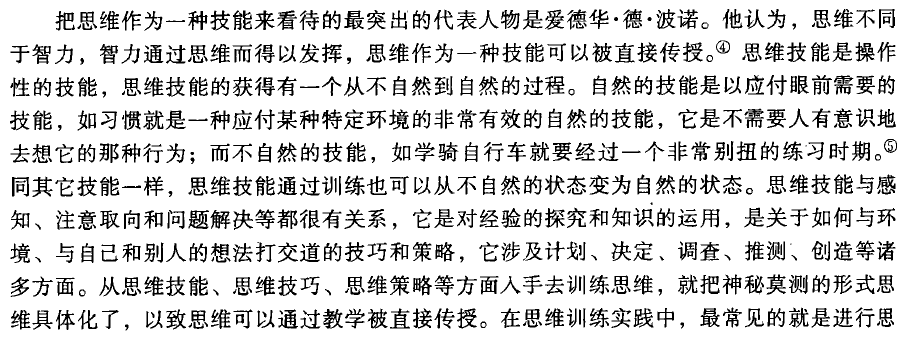 把思维作为一种技能来看待的最突出的代表人物是爱德华·德·波诺。他认为，思维不同
于智力，智力通过思维而得以发挥，思维作为一种技能可以被直接传授。④ 思维技能是操作
性的技能，思维技能的获得有一个从不自然到自然的过程。自然的技能是以应付眼前需要的
技能，如习惯就是一种应付某种特定环境的非常有效的自然的技能，它是不需要人有意识地
去想它的那种行为；而不自然的技能，如学骑自行车就要经过一个非常别扭的练习时期。⑤
同其它技能一样，思维技能通过训练也可以从不自然的状态变为自然的状态。思维技能与感
知、注意取向和问题解决等都很有关系，它是对经验的探究和知识的运用，是关于如何与环
境、与自己和别人的想法打交道的技巧和策略，它涉及计划、决定、调查、推测、创造等诸
多方面。从思维技能、思维技巧、思维策略等方面入手去训练思维，就把神秘莫测的形式思
维具体化了，以致思维可以通过教学被直接传授。在思维训练实践中，最常见的就是进行思